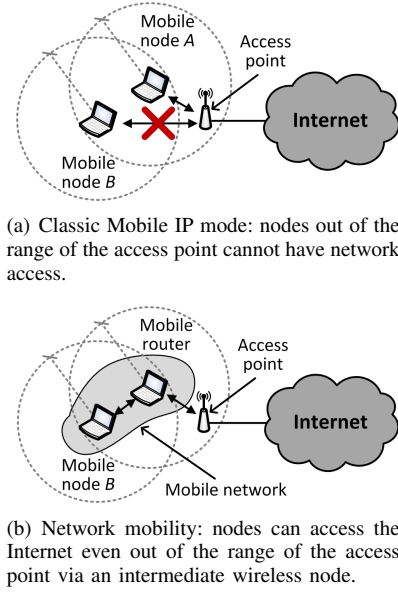 Mobile
node A
Access
point
Internet
Mobile
node B
(a) Classic Mobile IP mode: nodes out of the
range of the access point cannot have network
access.
Mobile
router
Access
point
Internet
Mobile
node B
Mobile network
(b) Network mobility: nodes can access the
Internet even out of the range of the access
point via an intermediate wireless node.